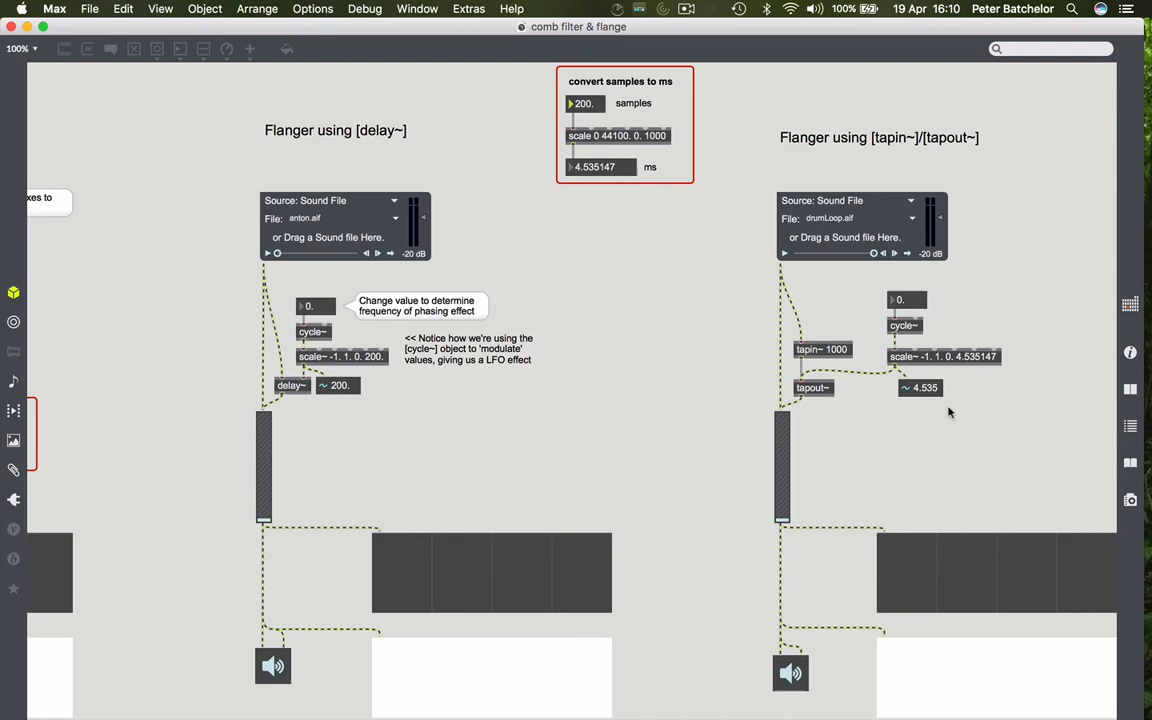 Max File Edit View Object Arrange Options Debug Window Extras Help 100% 19 Apr 16:10 Peter Batchelor
comb filter & flange
100%
convert samples to ms
200. samples
scale 0 44100. 0. 1000
4.535147 ms
Flanger using [delay~]
Flanger using [tapin~]/[tapout~]
xes to
Source: Sound File
File: anton.aif
or Drag a Sound file Here.
-20 dB
Source: Sound File
File: drumLoop.aif
or Drag a Sound file Here.
-20 dB
0.
Change value to determine
frequency of phasing effect
cycle~
<< Notice how we're using the
[cycle~] object to 'modulate'
values, giving us a LFO effect
scale~ -1. 1. 0. 200.
delay~
~ 200.
0.
cycle~
tapin~ 1000
scale~ -1. 1. 0. 4.535147
tapout~
~ 4.535